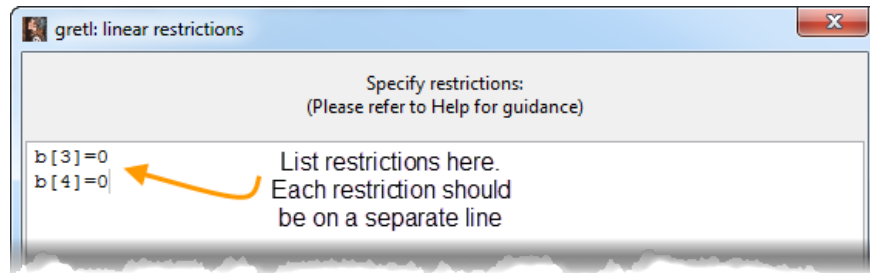 gretl: linear restrictions
Specify restrictions:
(Please refer to Help for guidance)
b[3]=0
b[4]=0
List restrictions here.
Each restriction should
be on a separate line